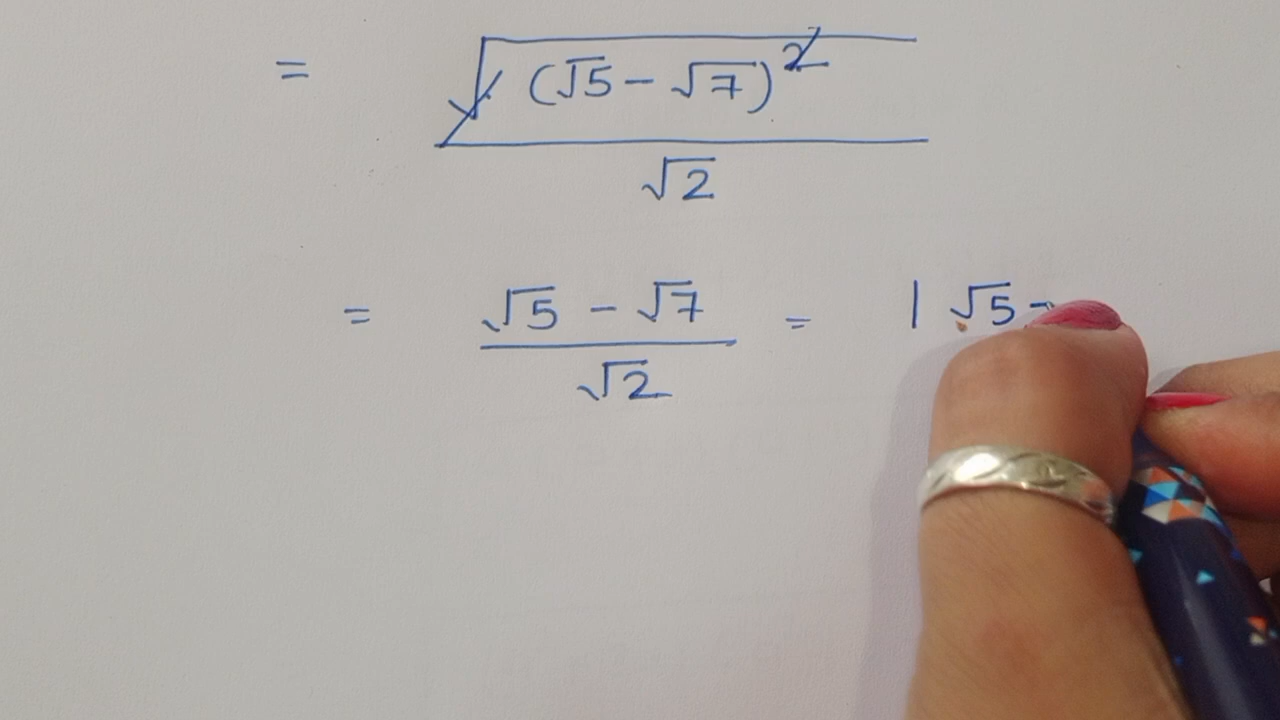 = √(√5 - √7)² / √2
= √5 - √7 / √2 = | √5 -